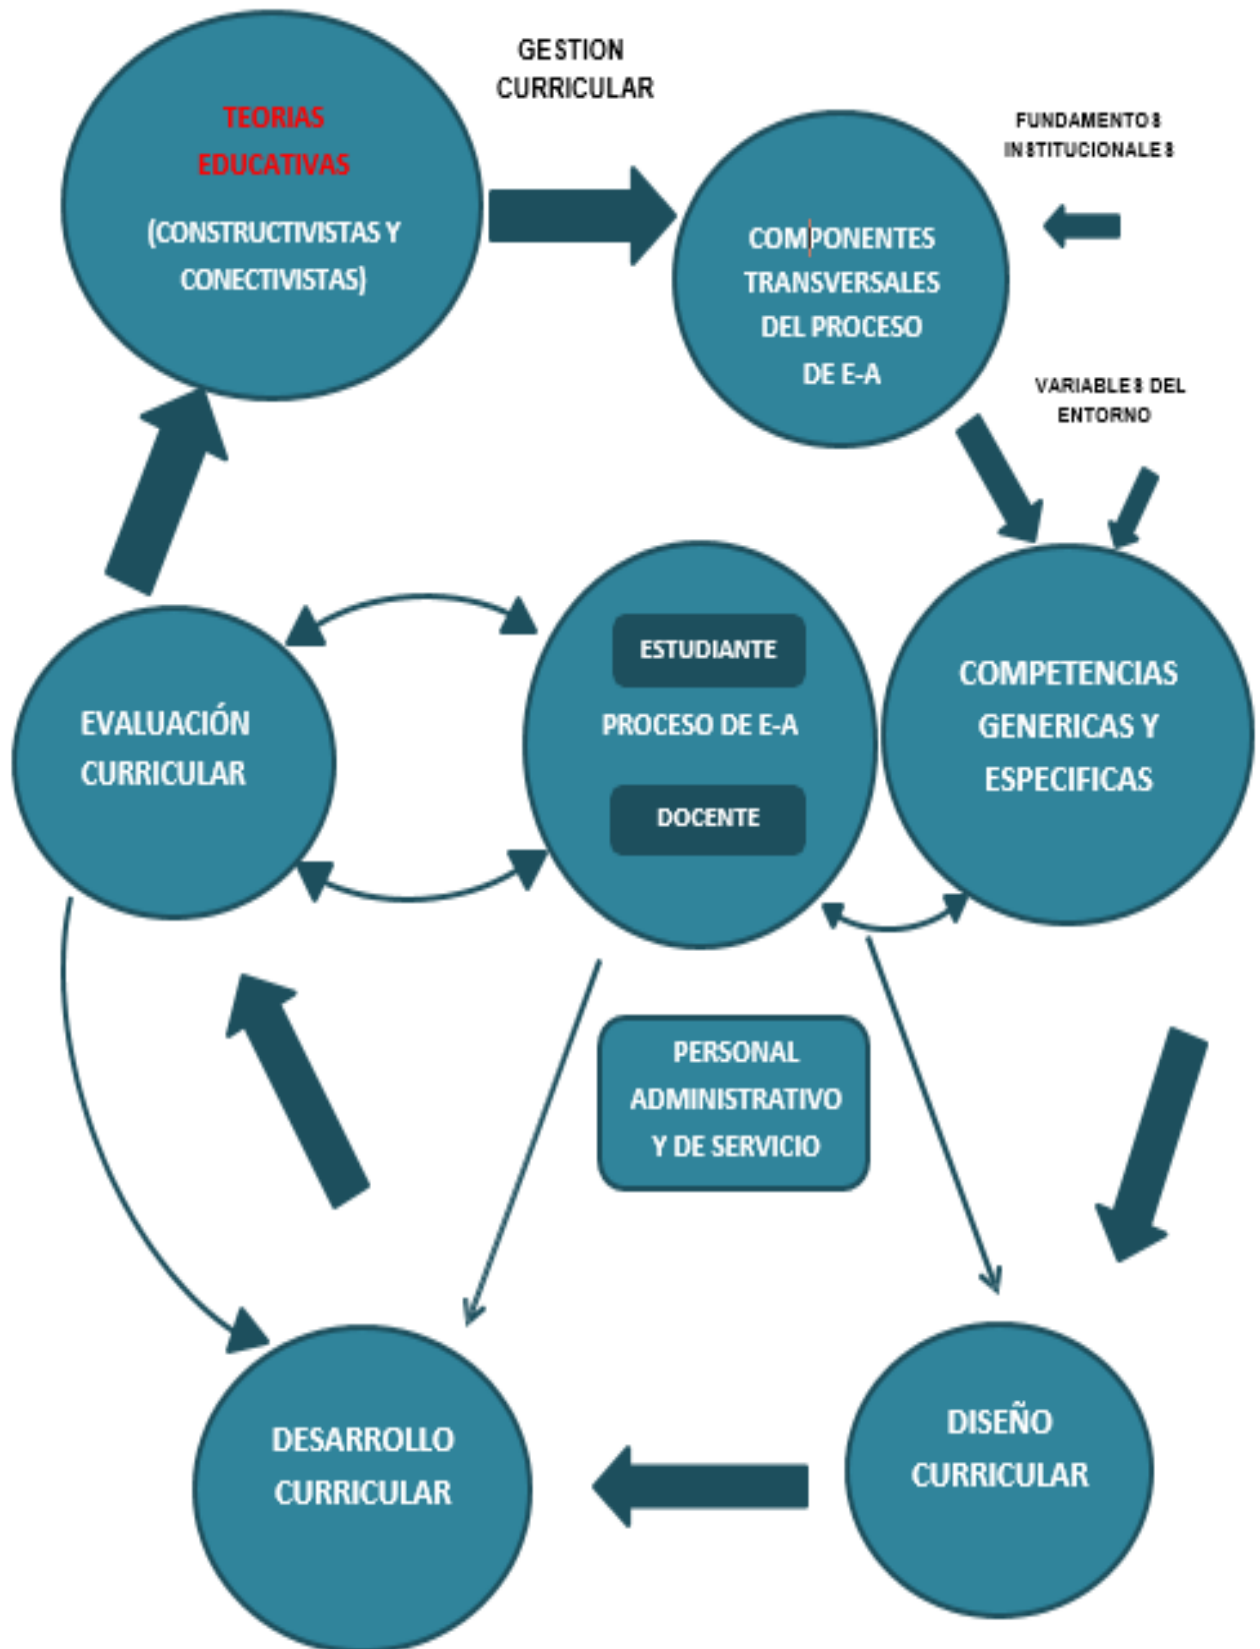 GESTION
CURRICULAR
TEORIAS
EDUCATIVAS
(CONSTRUCTIVISTAS Y
CONECTIVISTAS)
FUNDAMENTOS
INSTITUCIONALES
COMPONENTES
TRANSVERSALES
DEL PROCESO
DE E-A
VARIABLES DEL
ENTORNO
ESTUDIANTE
PROCESO DE E-A
DOCENTE
COMPETENCIAS
GENERICAS Y
ESPECIFICAS
EVALUACIÓN
CURRICULAR
PERSONAL
ADMINISTRATIVO
Y DE SERVICIO
DESARROLLO
CURRICULAR
DISEÑO
CURRICULAR